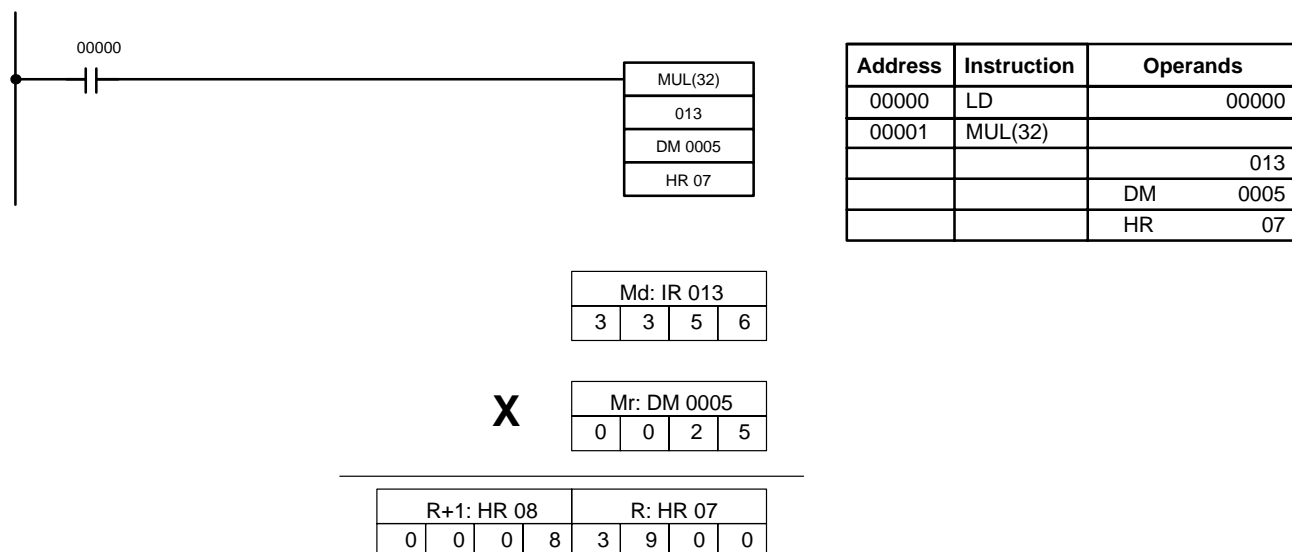 00000
MUL(32)
013
DM 0005
HR 07
Address Instruction Operands
00000 LD 00000
00001 MUL(32)
013
DM 0005
HR 07
Md: IR 013
3 3 5 6
X
Mr: DM 0005
0 0 2 5
R+1: HR 08 R: HR 07
0 0 0 8 3 9 0 0